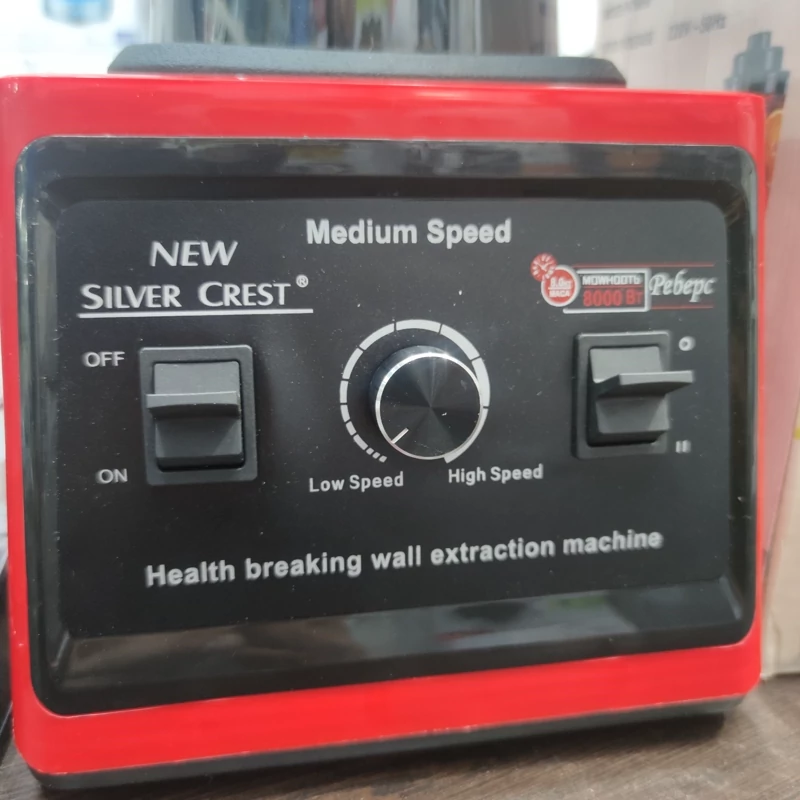 Medium Speed
NEW
SILVER CREST®
МОЩНОСТЬ
8000 Вт
Реверс
OFF
ON
Low Speed
High Speed
Health breaking wall extraction machine